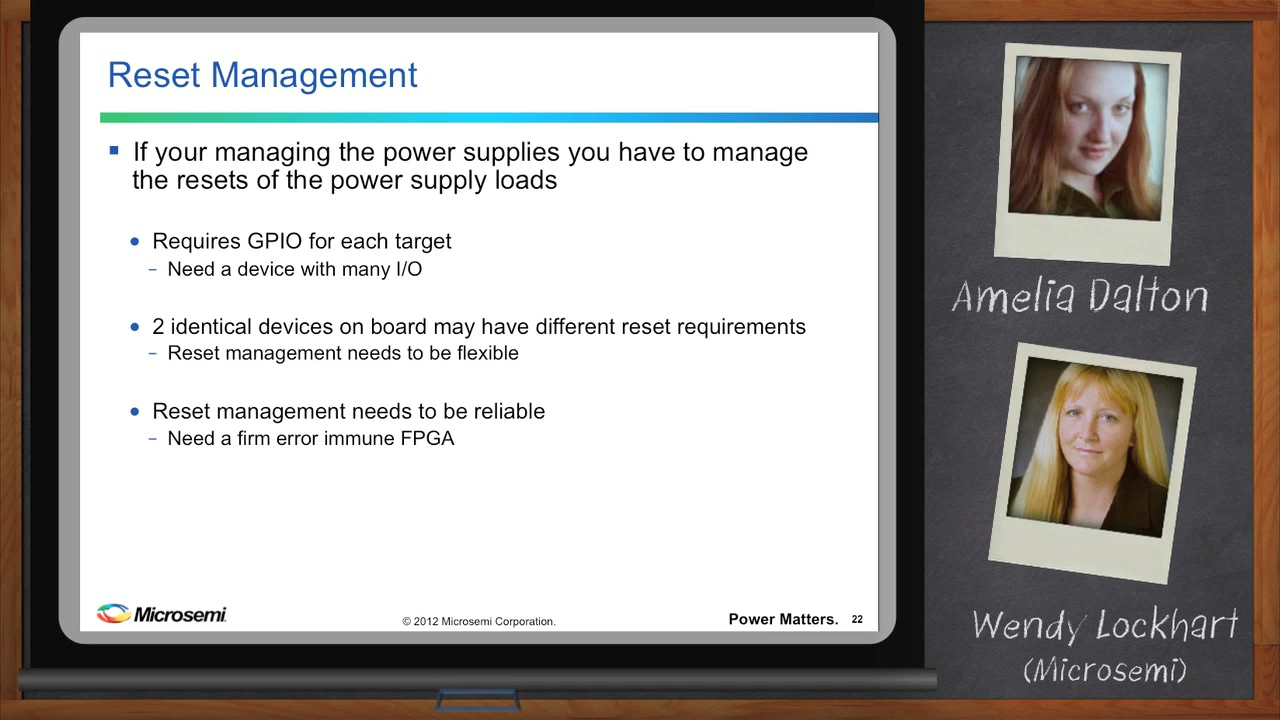 Reset Management
If your managing the power supplies you have to manage
the resets of the power supply loads
Requires GPIO for each target
– Need a device with many I/O
2 identical devices on board may have different reset requirements
– Reset management needs to be flexible
Reset management needs to be reliable
– Need a firm error immune FPGA
Microsemi
© 2012 Microsemi Corporation.
Power Matters. 22
Amelia Dalton
Wendy Lockhart
(Microsemi)